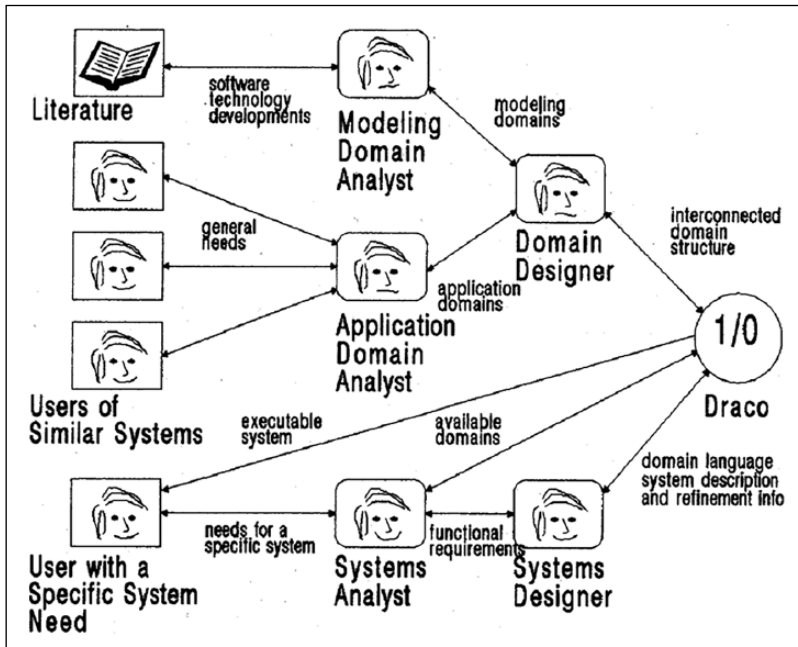 Literature
software
technology
developments
Modeling
Domain
Analyst
modeling
domains
general
needs
Application
Domain
Analyst
application
domains
Domain
Designer
interconnected
domain
structure
1/0
Draco
Users of
Similar Systems
executable
system
available
domains
domain language
system description
and refinement info
User with a
Specific System
Need
needs for a
specific system
Systems
Analyst
functional
requirements
Systems
Designer